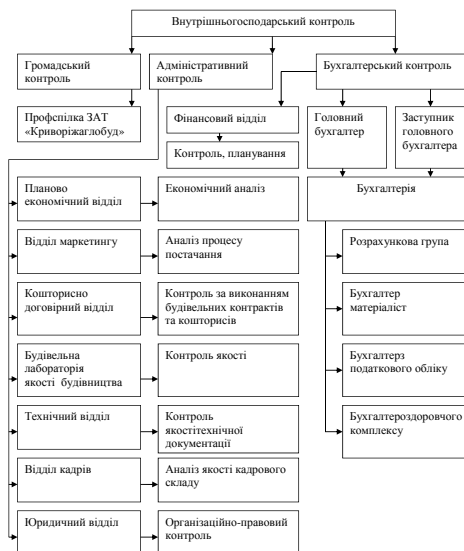 Внутрішньогосподарський контроль
Громадський
контроль
Адміністративний
контроль
Бухгалтерський контроль
Профспілка ЗАТ
«Криворіжаглобуд»
Фінансовий відділ
Головний
бухгалтер
Заступник
головного
бухгалтера
Контроль, планування
Планово
економічний відділ
Економічний аналіз
Бухгалтерія
Відділ маркетингу
Аналіз процесу
постачання
Розрахункова група
Кошторисно
договірний відділ
Контроль за виконанням
будівельних контрактів
та кошторисів
Бухгалтер
матеріаліст
Будівельна
лабораторія
якості будівництва
Контроль якості
Бухгалтерз
податкового обліку
Технічний відділ
Контроль
якостітехнічної
документації
Бухгалтероздоровчого
комплексу
Відділ кадрів
Аналіз якості кадрового
складу
Юридичний відділ
Організаційно-правовий
контроль